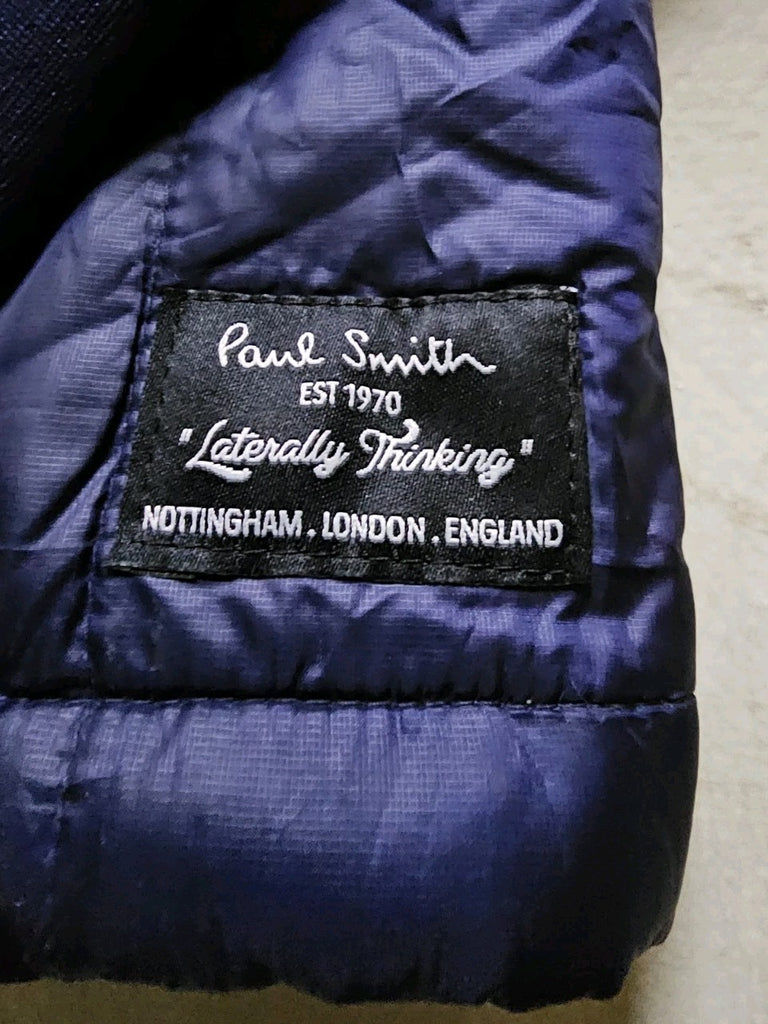 Paul Smith
EST 1970
"Laterally Thinking"
NOTTINGHAM . LONDON . ENGLAND